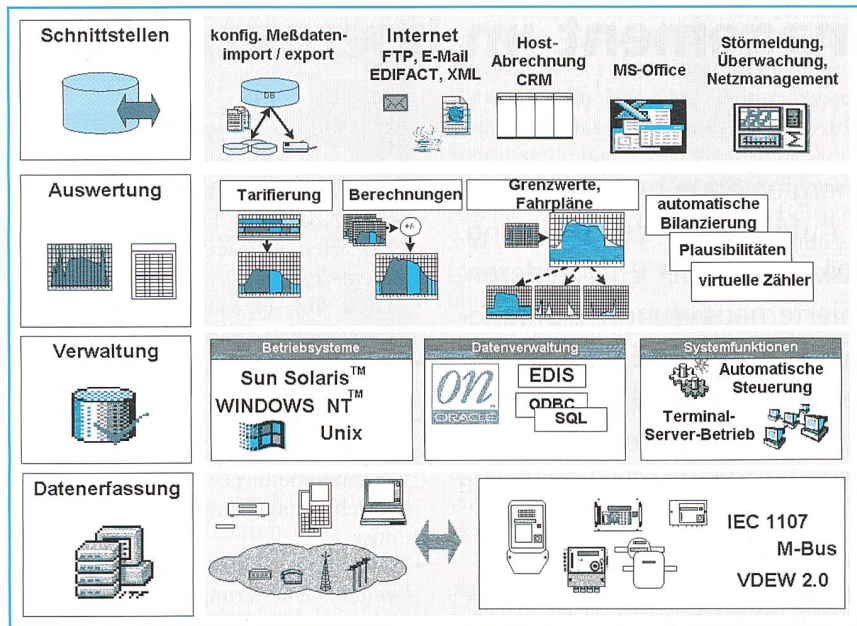 Schnittstellen
konfig. Meßdaten-
import / export
DB
Internet
FTP, E-Mail
EDIFACT, XML
Host-
Abrechnung
CRM
MS-Office
Störmeldung,
Überwachung,
Netzmanagement
Auswertung
Tarifierung
Berechnungen
+/-
Grenzwerte,
Fahrpläne
automatische
Bilanzierung
Plausibilitäten
virtuelle Zähler
Verwaltung
Betriebsysteme
Sun Solaris™
WINDOWS NT™
Unix
Datenverwaltung
on
ORACLE
EDIS
ODBC
SQL
Systemfunktionen
Automatische
Steuerung
Terminal-
Server-Betrieb
Datenerfassung
IEC 1107
M-Bus
VDEW 2.0